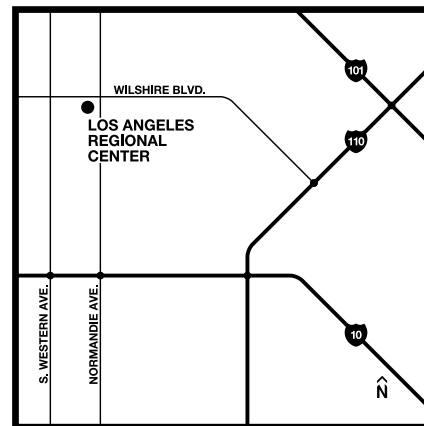 101
WILSHIRE BLVD.
LOS ANGELES
REGIONAL
CENTER
110
S. WESTERN AVE.
NORMANDIE AVE.
10
N